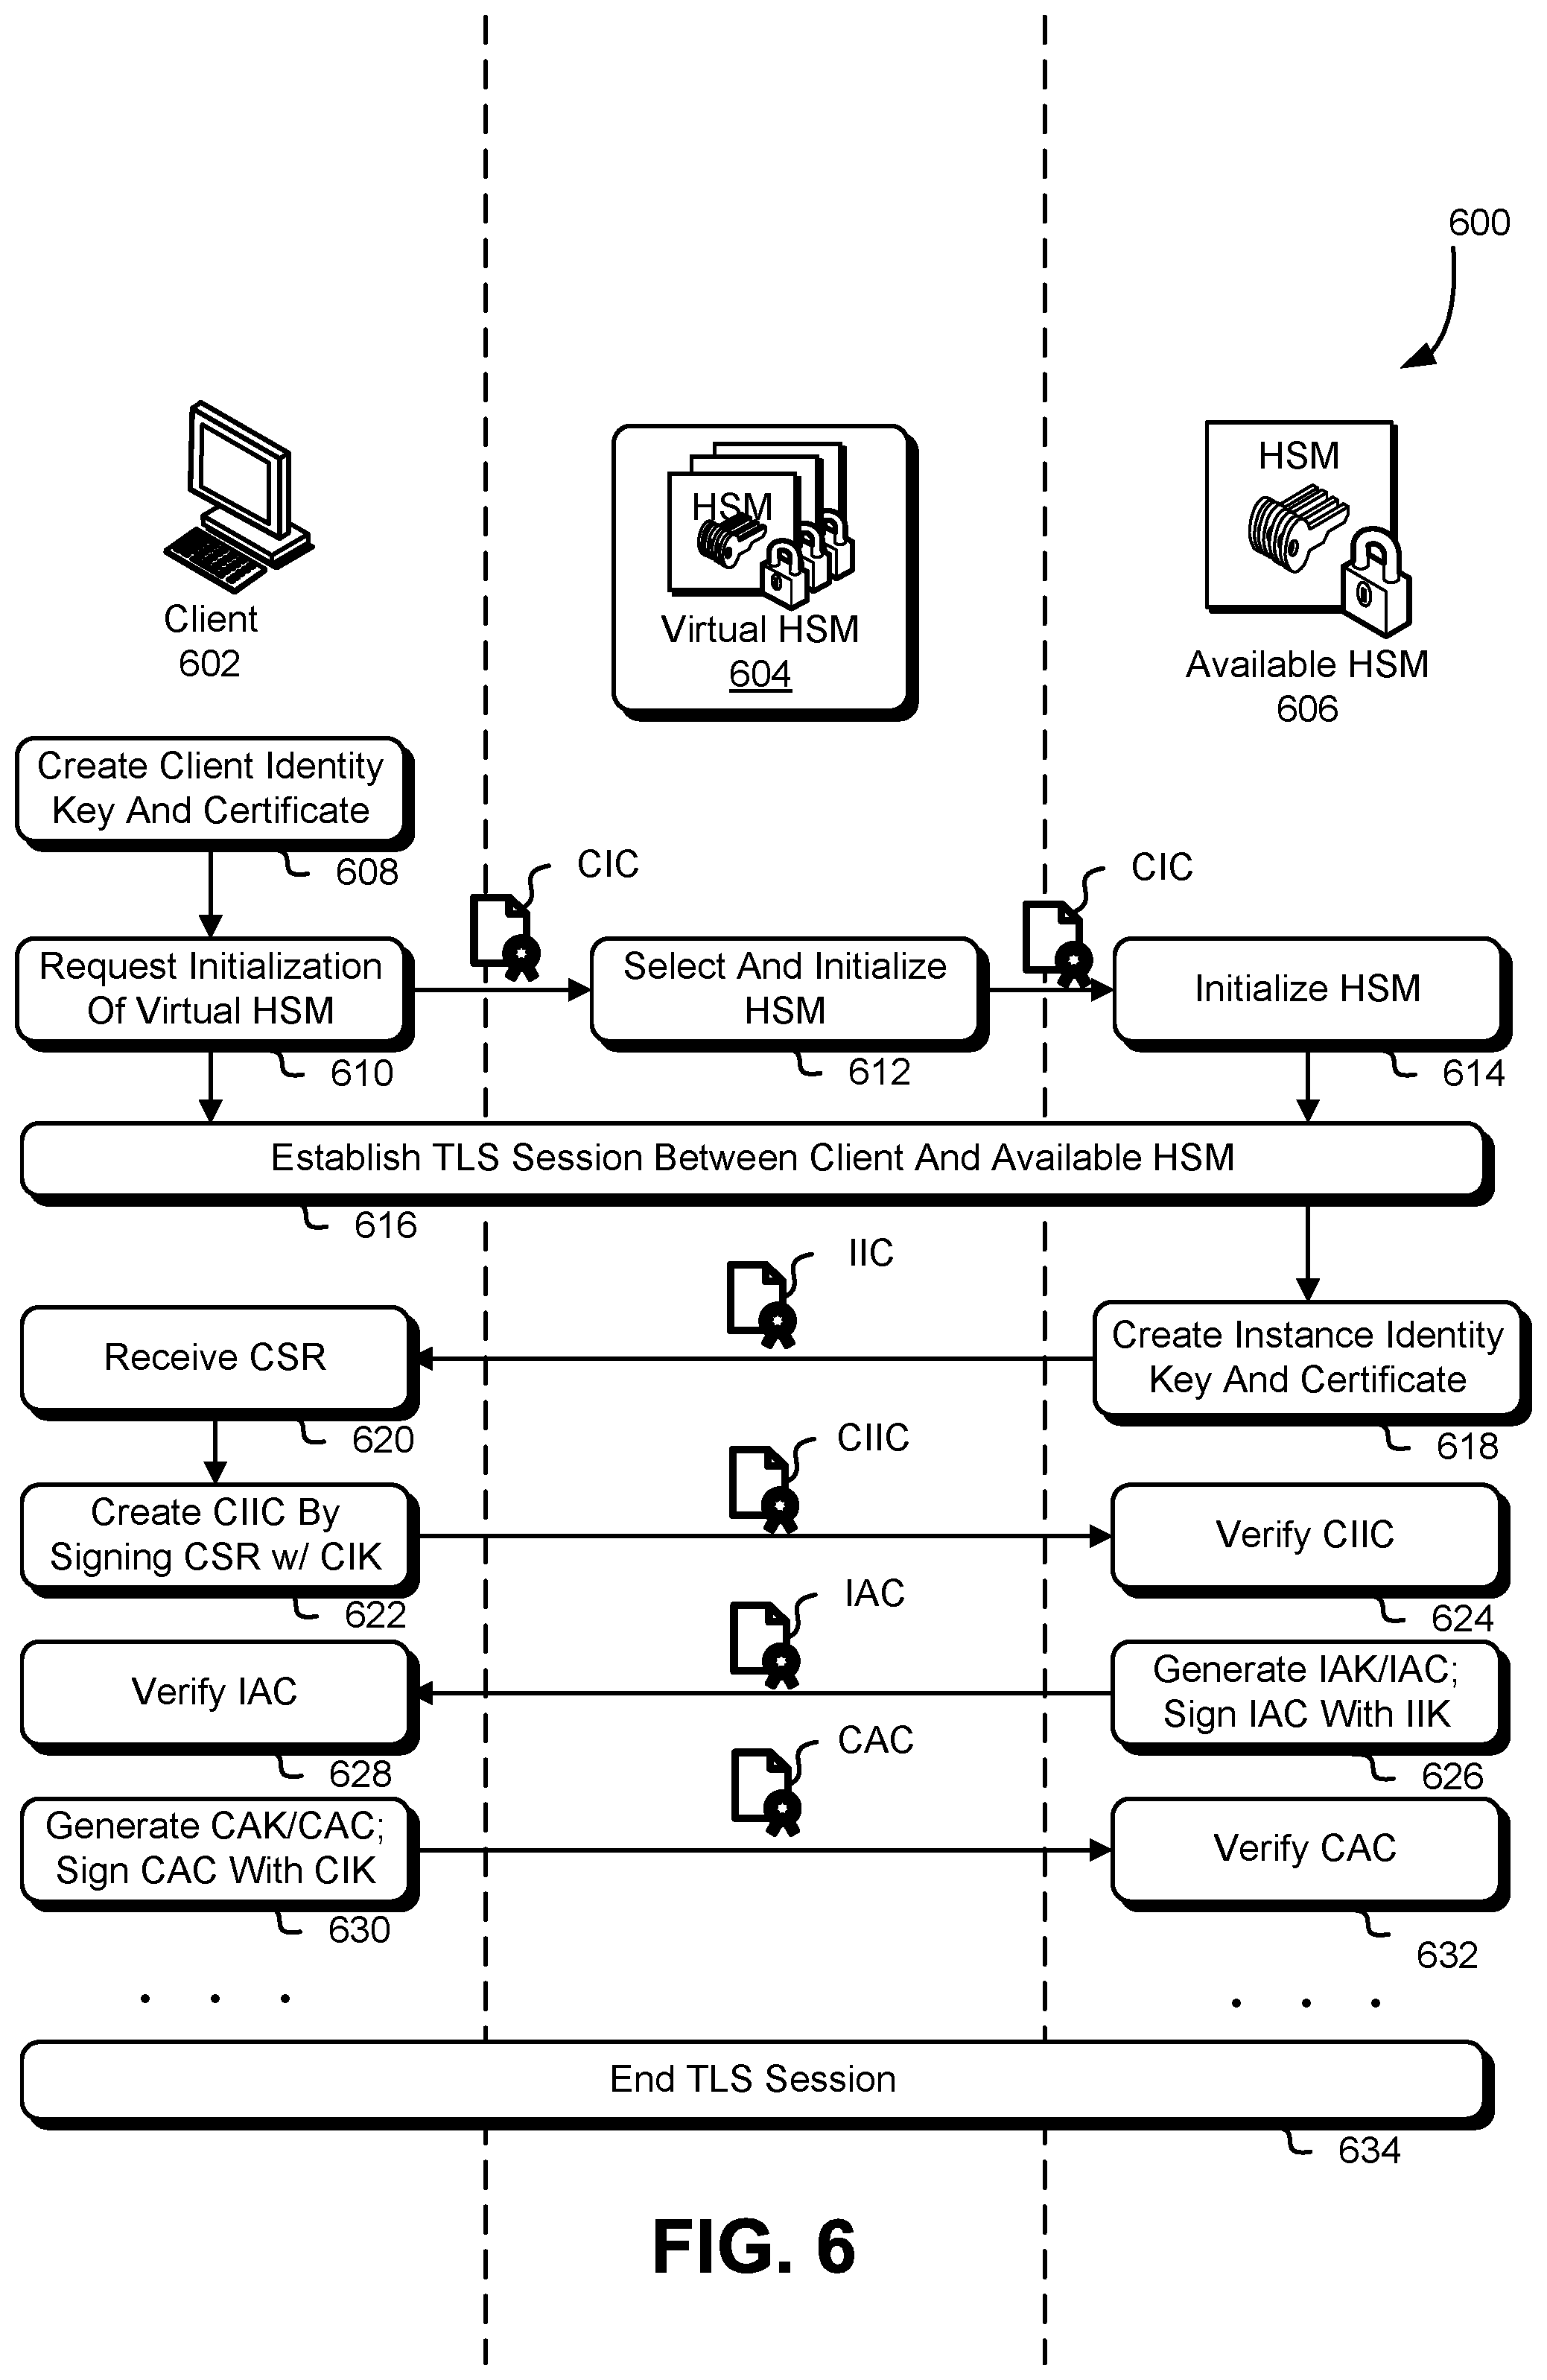 600
HSM
HSM
Client
602
Virtual HSM
604
Available HSM
606
Create Client Identity
Key And Certificate
608
CIC
CIC
Request Initialization
Of Virtual HSM
610
Select And Initialize
HSM
612
Initialize HSM
614
Establish TLS Session Between Client And Available HSM
616
IIC
Receive CSR
620
Create Instance Identity
Key And Certificate
618
CIIC
Create CIIC By
Signing CSR w/ CIK
622
Verify CIIC
624
IAC
Verify IAC
628
Generate IAK/IAC;
Sign IAC With IIK
626
CAC
Generate CAK/CAC;
Sign CAC With CIK
630
Verify CAC
632
. . .
. . .
End TLS Session
634
FIG. 6